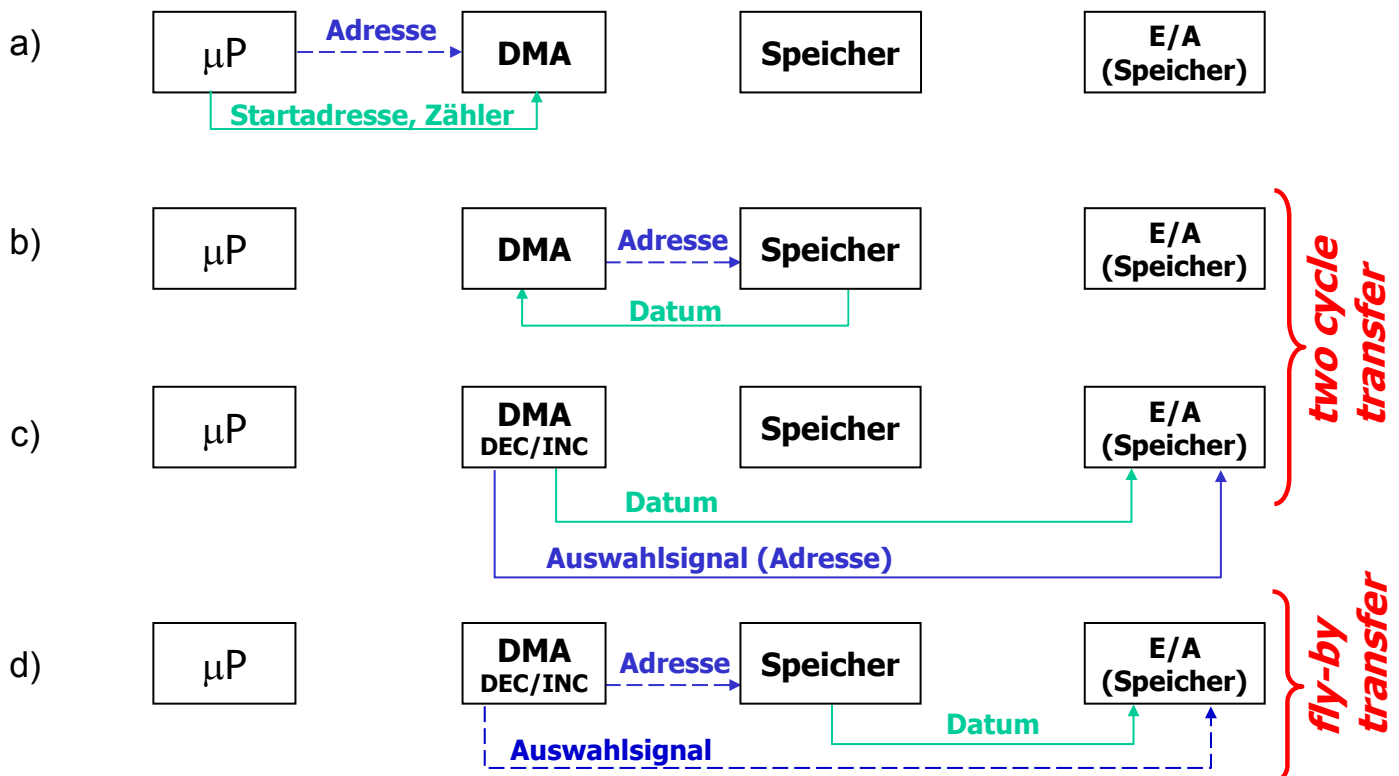 a)
μP
Adresse
DMA
Speicher
E/A
(Speicher)
Startadresse, Zähler
b)
μP
DMA
Adresse
Speicher
E/A
(Speicher)
Datum
two cycle
transfer
c)
μP
DMA
DEC/INC
Speicher
E/A
(Speicher)
Datum
Auswahlsignal (Adresse)
d)
μP
DMA
DEC/INC
Adresse
Speicher
E/A
(Speicher)
Datum
Auswahlsignal
fly-by
transfer